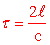 τ = 2ℓ/c